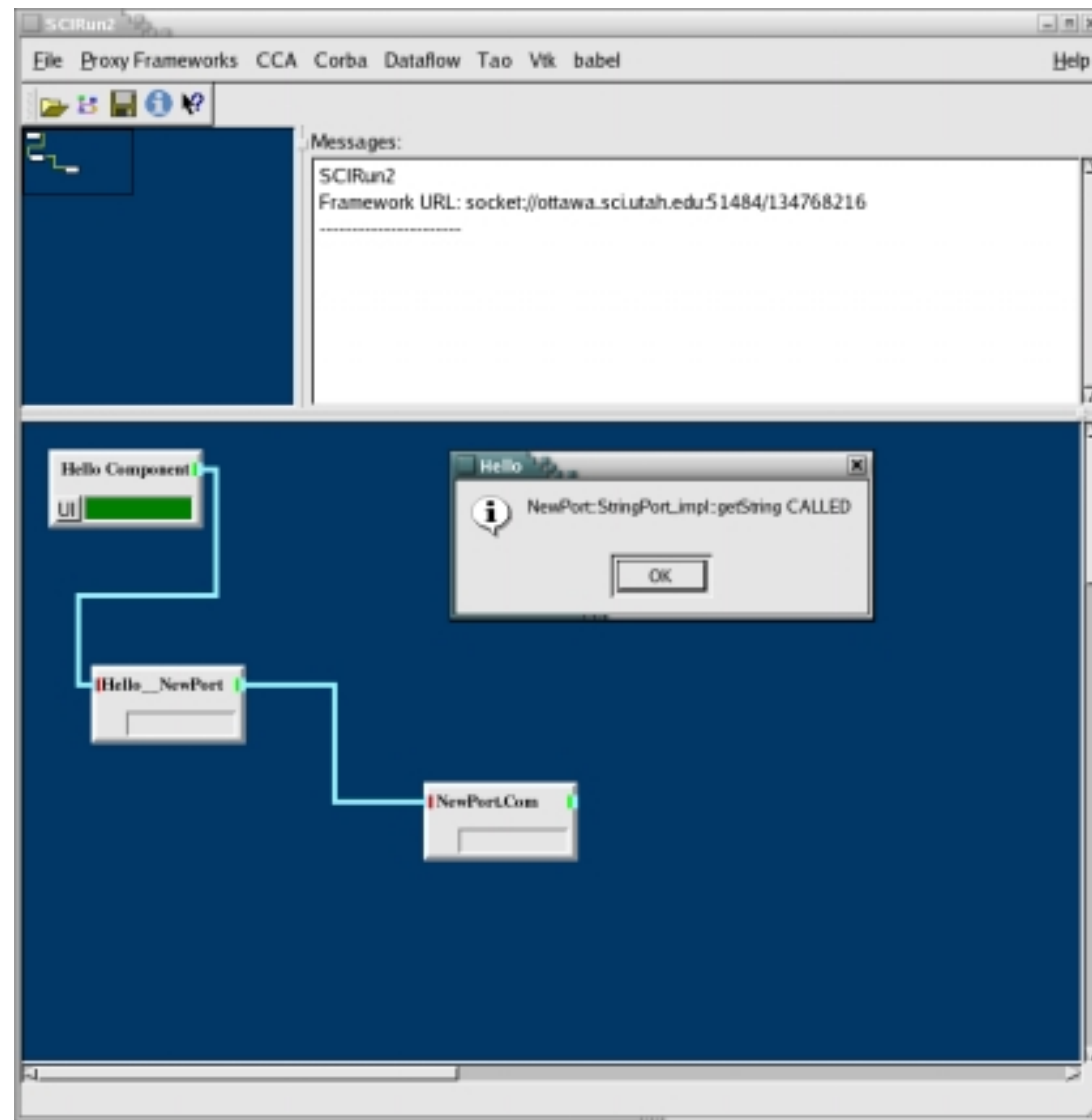 SCIRun2
File Proxy Frameworks CCA Corba Dataflow Tao Vtk babel Help
Messages:
SCIRun2
Framework URL: socket://ottawa.sci.utah.edu:51484/134768216
----------------------
Hello Component
UI
Hello
NewPort::StringPort_impl::getString CALLED
OK
Hello__NewPort
NewPort.Com